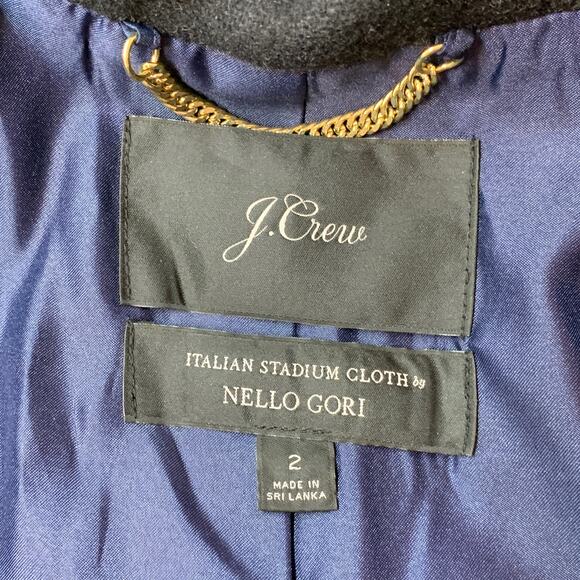 J.Crew
ITALIAN STADIUM CLOTH by
NELLO GORI
2
MADE IN
SRI LANKA